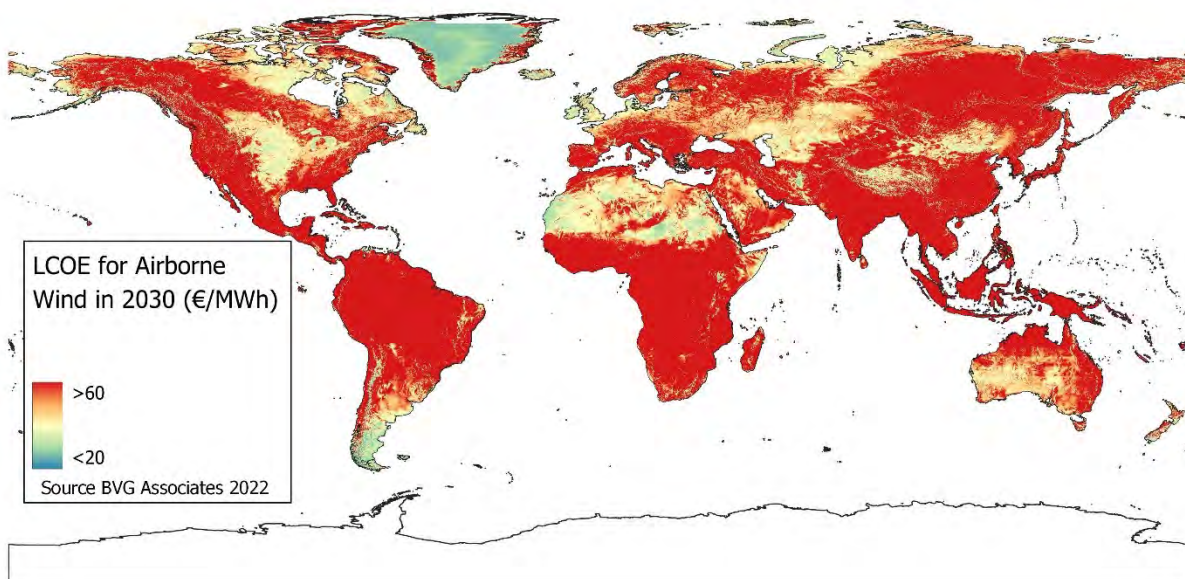 LCOE for Airborne
Wind in 2030 (€/MWh)
>60
<20
Source BVG Associates 2022